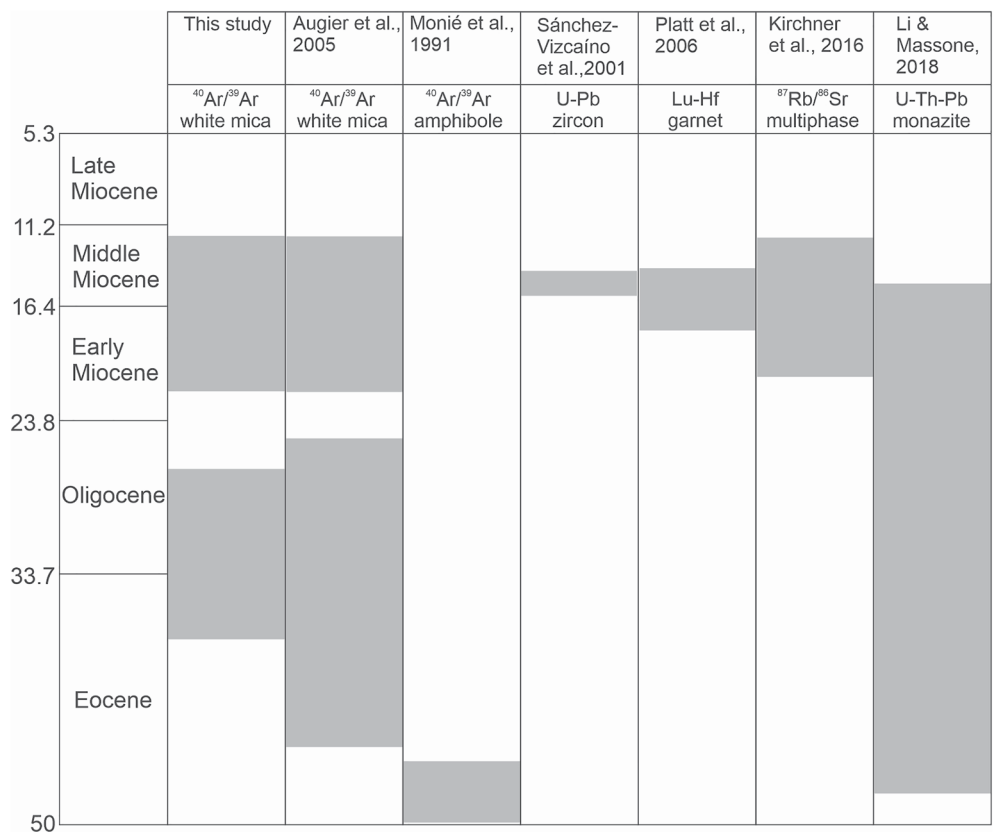 This study
Augier et al.,
2005
Monié et al.,
1991
Sánchez-
Vizcaíno
et al.,2001
Platt et al.,
2006
Kirchner
et al., 2016
Li &
Massone,
2018
⁴⁰Ar/³⁹Ar
white mica
⁴⁰Ar/³⁹Ar
white mica
⁴⁰Ar/³⁹Ar
amphibole
U-Pb
zircon
Lu-Hf
garnet
⁸⁷Rb/⁸⁶Sr
multiphase
U-Th-Pb
monazite
5.3
Late
Miocene
11.2
Middle
Miocene
16.4
Early
Miocene
23.8
Oligocene
33.7
Eocene
50